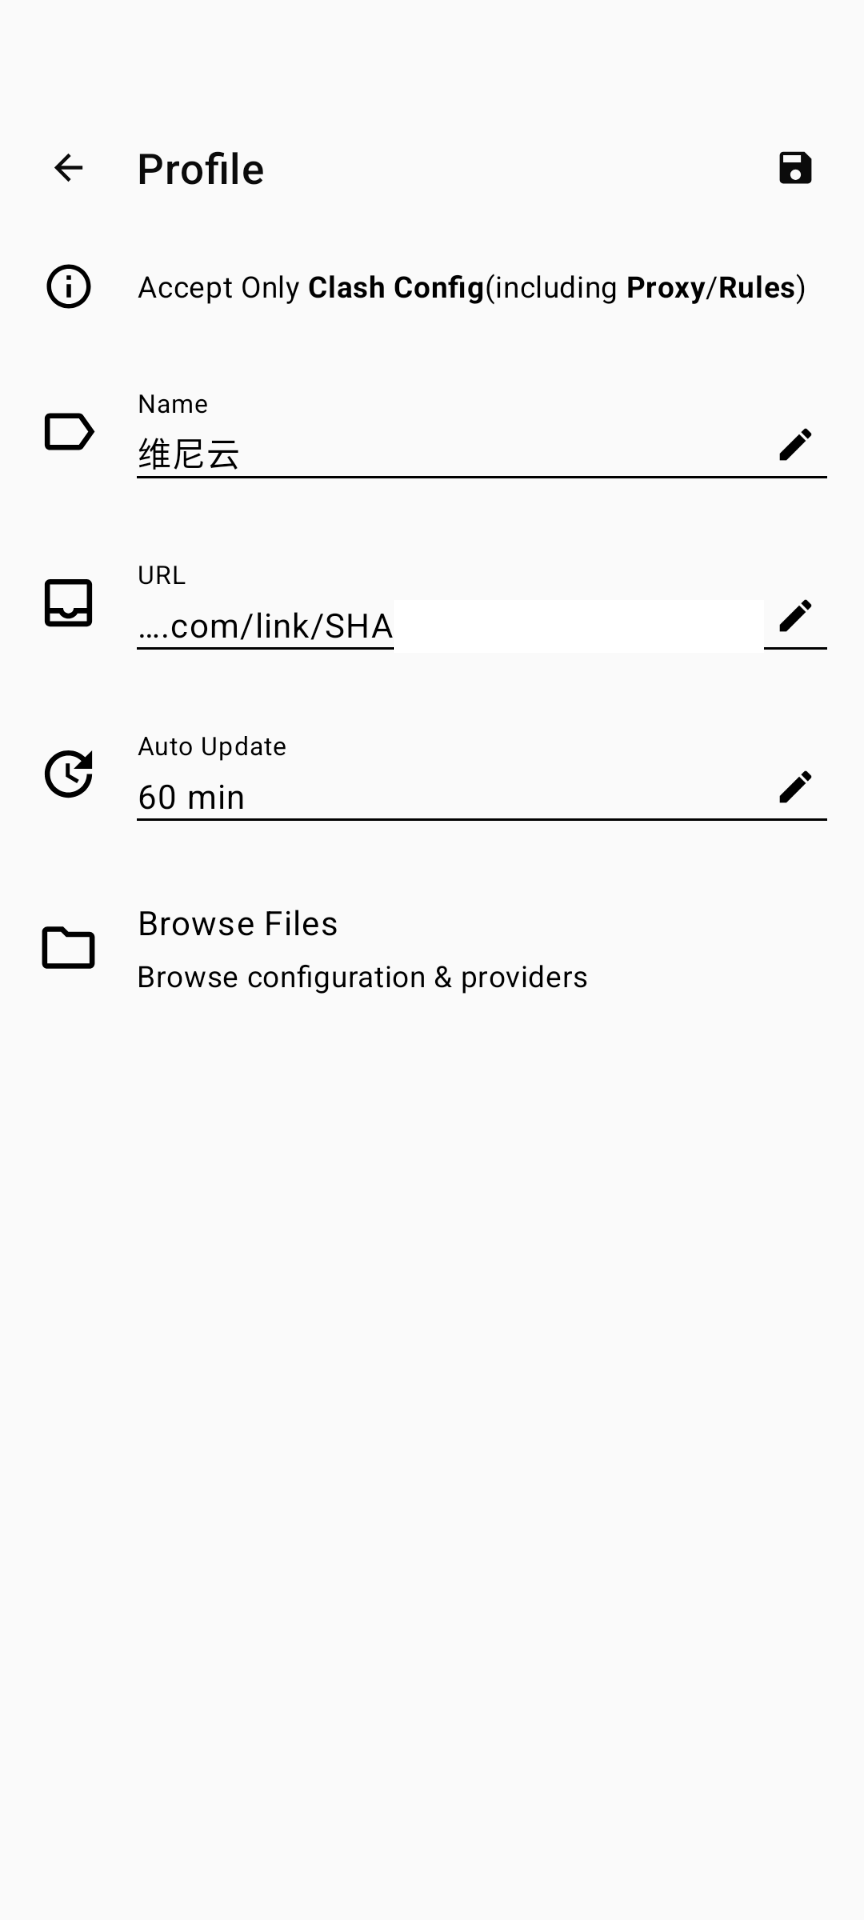 Profile
Accept Only Clash Config(including Proxy/Rules)
Name
维尼云
URL
....com/link/SHA
Auto Update
60 min
Browse Files
Browse configuration & providers